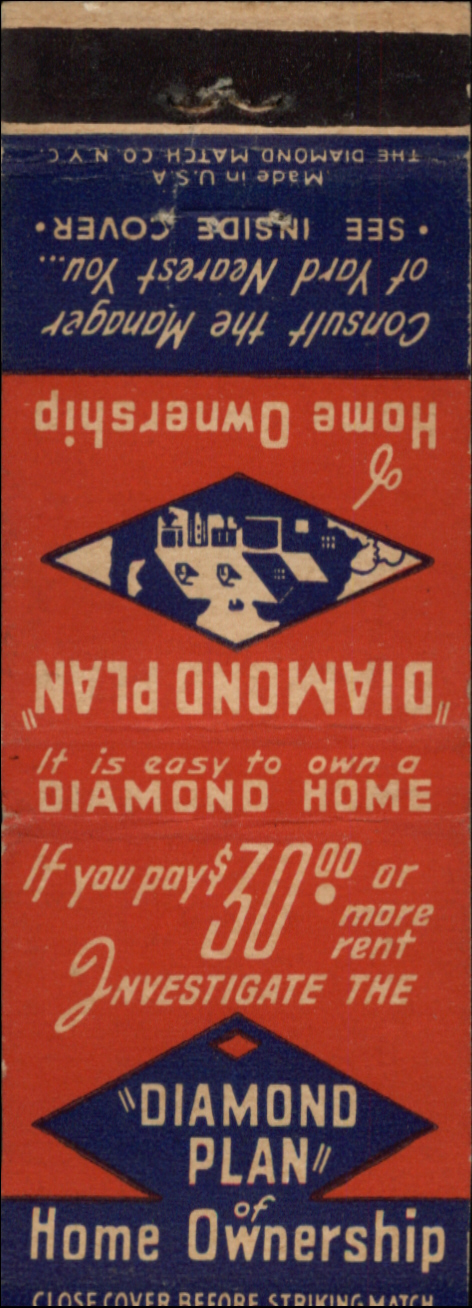 It is easy to own a
DIAMOND HOME
If you pay $30.00 or
more
rent
INVESTIGATE THE
"DIAMOND
PLAN"
of
Home Ownership
CLOSE COVER BEFORE STRIKING MATCH
"DIAMOND PLAN"
of
Home Ownership
Consult the Manager
of Yard Nearest You...
• SEE INSIDE COVER •
Made in U.S.A
THE DIAMOND MATCH CO. N.Y.C.